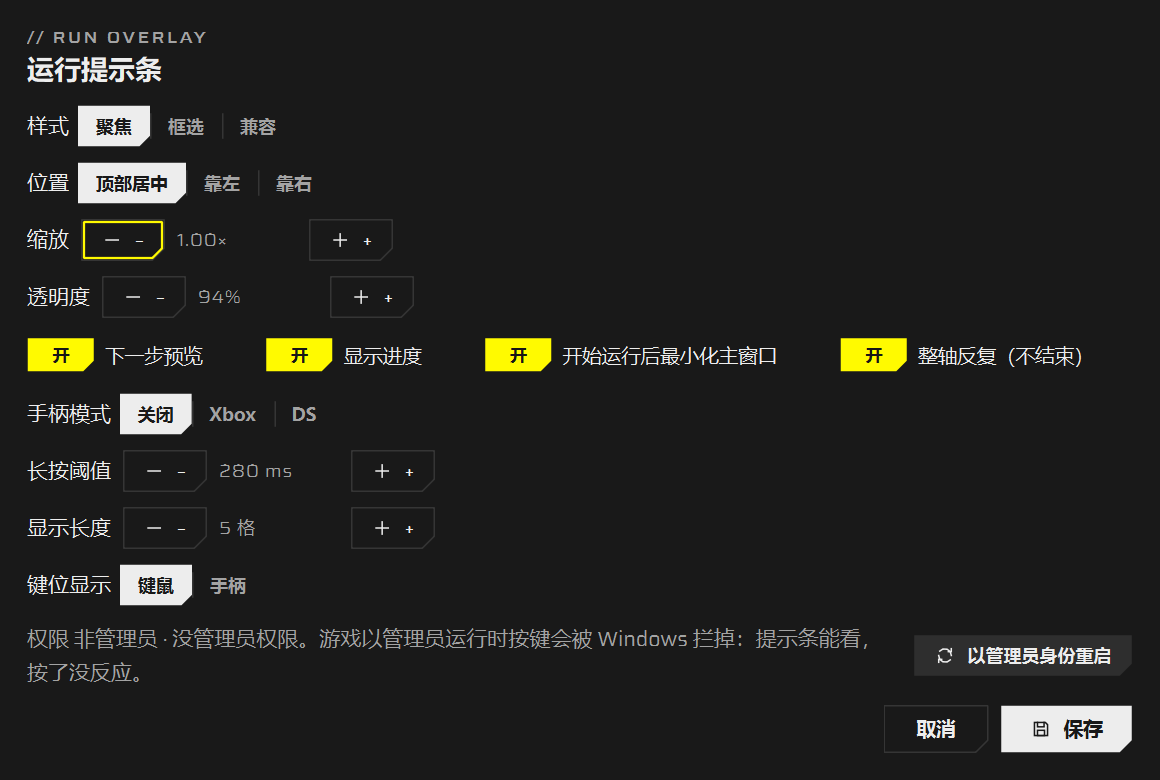 // RUN OVERLAY
运行提示条
样式 聚焦 框选 兼容
位置 顶部居中 靠左 靠右
缩放 — - 1.00× + +
透明度 — - 94% + +
开 下一步预览 开 显示进度 开 开始运行后最小化主窗口 开 整轴反复（不结束）
手柄模式 关闭 Xbox DS
长按阈值 — - 280 ms + +
显示长度 — - 5 格 + +
键位显示 键鼠 手柄
权限 非管理员 · 没管理员权限。游戏以管理员运行时按键会被 Windows 拦掉：提示条能看，
按了没反应。
以管理员身份重启
取消 保存